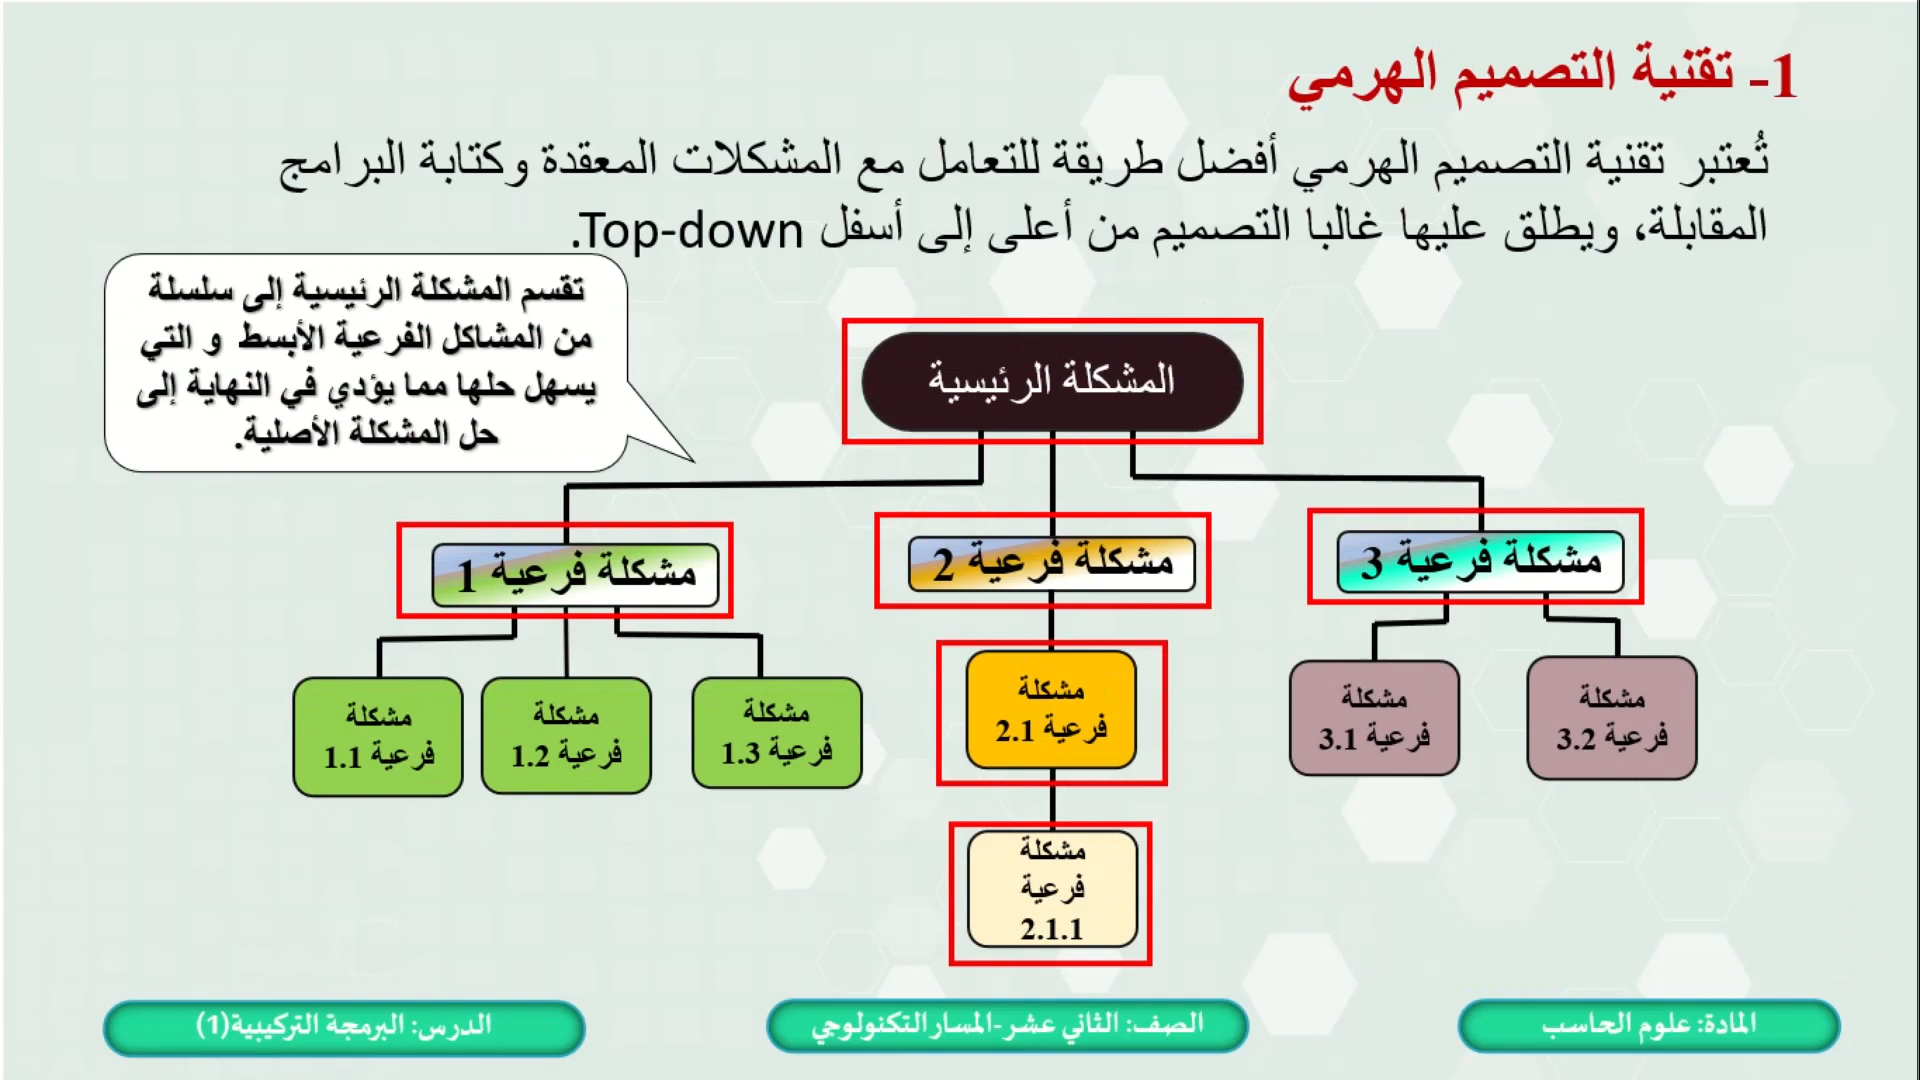 1- تقنية التصميم الهرمي
تُعتبر تقنية التصميم الهرمي أفضل طريقة للتعامل مع المشكلات المعقدة وكتابة البرامج
المقابلة، ويطلق عليها غالبا التصميم من أعلى إلى أسفل Top-down.
تقسم المشكلة الرئيسية إلى سلسلة
من المشاكل الفرعية الأبسط و التي
يسهل حلها مما يؤدي في النهاية إلى
حل المشكلة الأصلية.
المشكلة الرئيسية
مشكلة فرعية 3
مشكلة فرعية 2
مشكلة فرعية 1
مشكلة
فرعية 3.2
مشكلة
فرعية 3.1
مشكلة
فرعية 2.1
مشكلة
فرعية 1.3
مشكلة
فرعية 1.2
مشكلة
فرعية 1.1
مشكلة
فرعية
2.1.1
المادة: علوم الحاسب
الصف: الثاني عشر-المسار التكنولوجي
الدرس: البرمجة التركيبية(1)